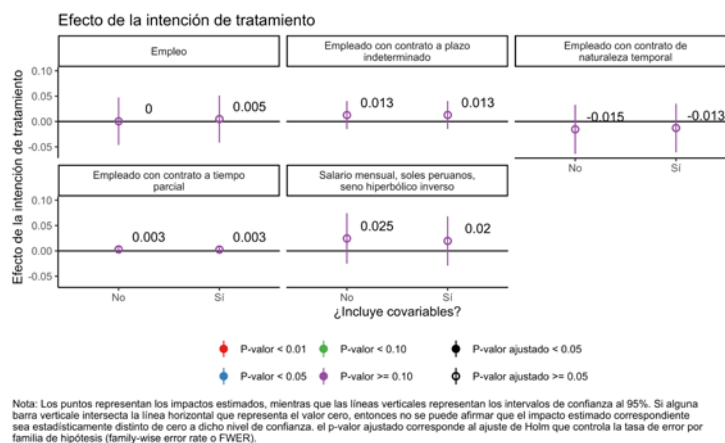 Efecto de la intención de tratamiento
Empleo
Empleado con contrato a plazo
indeterminado
Empleado con contrato de
naturaleza temporal
Efecto de la intención de tratamiento
0.10
0.05
0.00
-0.05
0
0.005
0.013
0.013
-0.015
-0.013
No
Sí
Empleado con contrato a tiempo
parcial
Salario mensual, soles peruanos,
seno hiperbólico inverso
0.10
0.05
0.00
-0.05
0.003
0.003
0.025
0.02
No
Sí
No
Sí
¿Incluye covariables?
P-valor < 0.01
P-valor < 0.10
P-valor ajustado < 0.05
P-valor < 0.05
P-valor >= 0.10
P-valor ajustado >= 0.05
Nota: Los puntos representan los impactos estimados, mientras que las líneas verticales representan los intervalos de confianza al 95%. Si alguna
barra verticale intersecta la línea horizontal que representa el valor cero, entonces no se puede afirmar que el impacto estimado correspondiente
sea estadísticamente distinto de cero a dicho nivel de confianza. el p-valor ajustado corresponde al ajuste de Holm que controla la tasa de error por
familia de hipótesis (family-wise error rate o FWER).